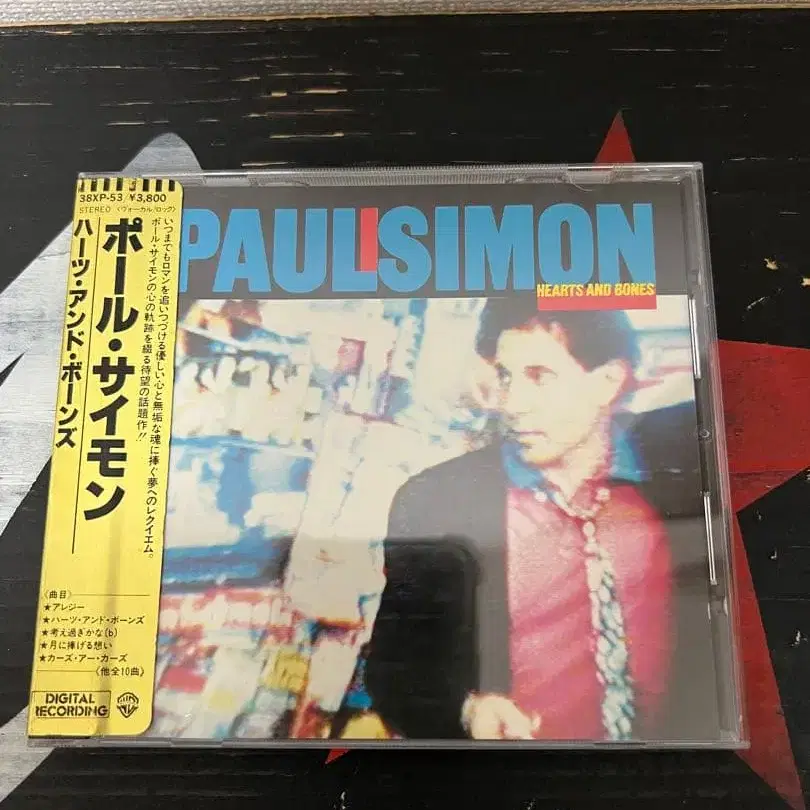 38XP-53 ¥3,800
STEREO 〈ヴォーカル/ロック〉
ポール・サイモン
ハーツ・アンド・ボーンズ
いつまでもロマンを追いつづける優しい心と無垢な魂に捧ぐ夢へのレクイエム。
ポール・サイモンの心の軌跡を綴る待望の話題作!!
〈曲目〉
★アレジー
★ハーツ・アンド・ボーンズ
★考え過ぎかな(b)
★月に捧げる想い
★カーズ・アー・カーズ
〈他全10曲〉
DIGITAL
RECORDING
PAUL SIMON
HEARTS AND BONES